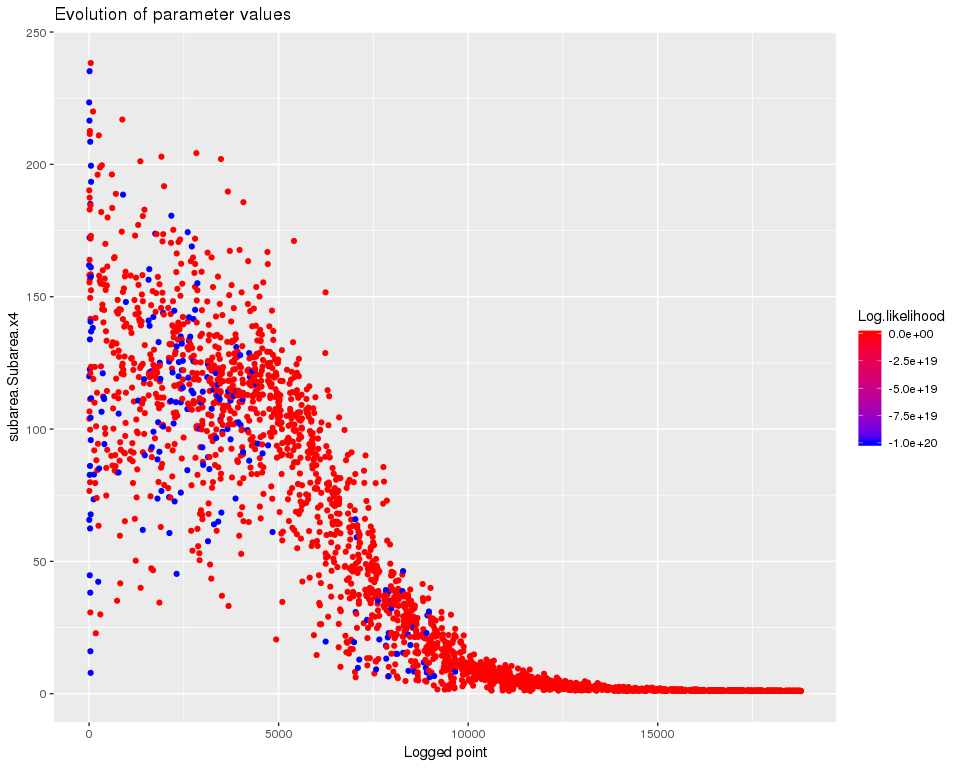 Evolution of parameter values
250
200
150
100
50
0
subarea.Subarea.x4
0
5000
10000
15000
Logged point
Log.likelihood
0.0e+00
-2.5e+19
-5.0e+19
-7.5e+19
-1.0e+20